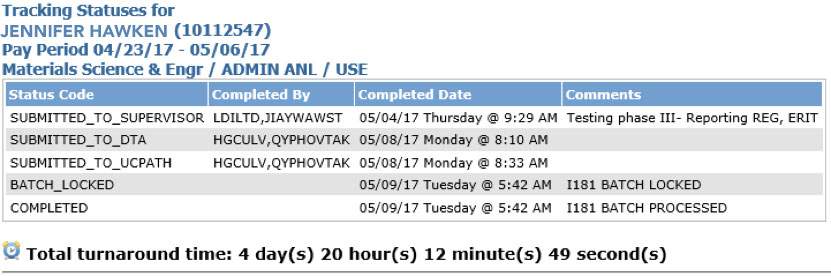 Tracking Statuses for
JENNIFER HAWKEN (10112547)
Pay Period 04/23/17 - 05/06/17
Materials Science & Engr / ADMIN ANL / USE
Status Code Completed By Completed Date Comments
SUBMITTED_TO_SUPERVISOR LDILTD,JIAYWAWST 05/04/17 Thursday @ 9:29 AM Testing phase III- Reporting REG, ERIT
SUBMITTED_TO_DTA HGCULV,QYPHOVTAK 05/08/17 Monday @ 8:10 AM
SUBMITTED_TO_UCPATH HGCULV,QYPHOVTAK 05/08/17 Monday @ 8:33 AM
BATCH_LOCKED 05/09/17 Tuesday @ 5:42 AM I181 BATCH LOCKED
COMPLETED 05/09/17 Tuesday @ 5:42 AM I181 BATCH PROCESSED
Total turnaround time: 4 day(s) 20 hour(s) 12 minute(s) 49 second(s)